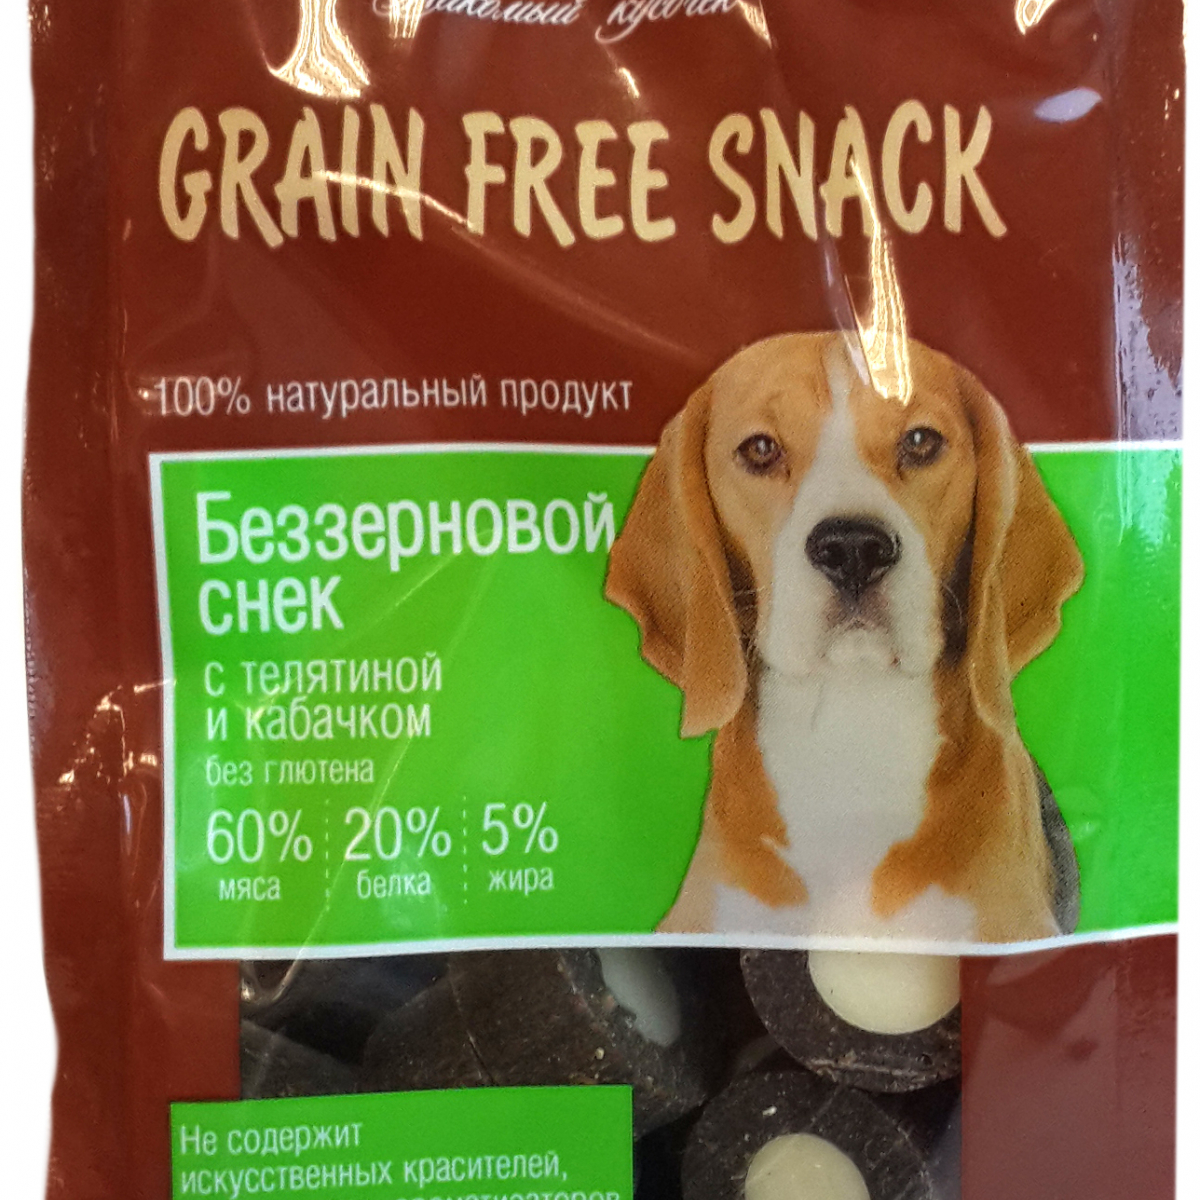 кусочек
GRAIN FREE SNACK
100% натуральный продукт
Беззерновой
снек
с телятиной
и кабачком
без глютена
60% 20% 5%
мяса белка жира
Не содержит
искусственных красителей,